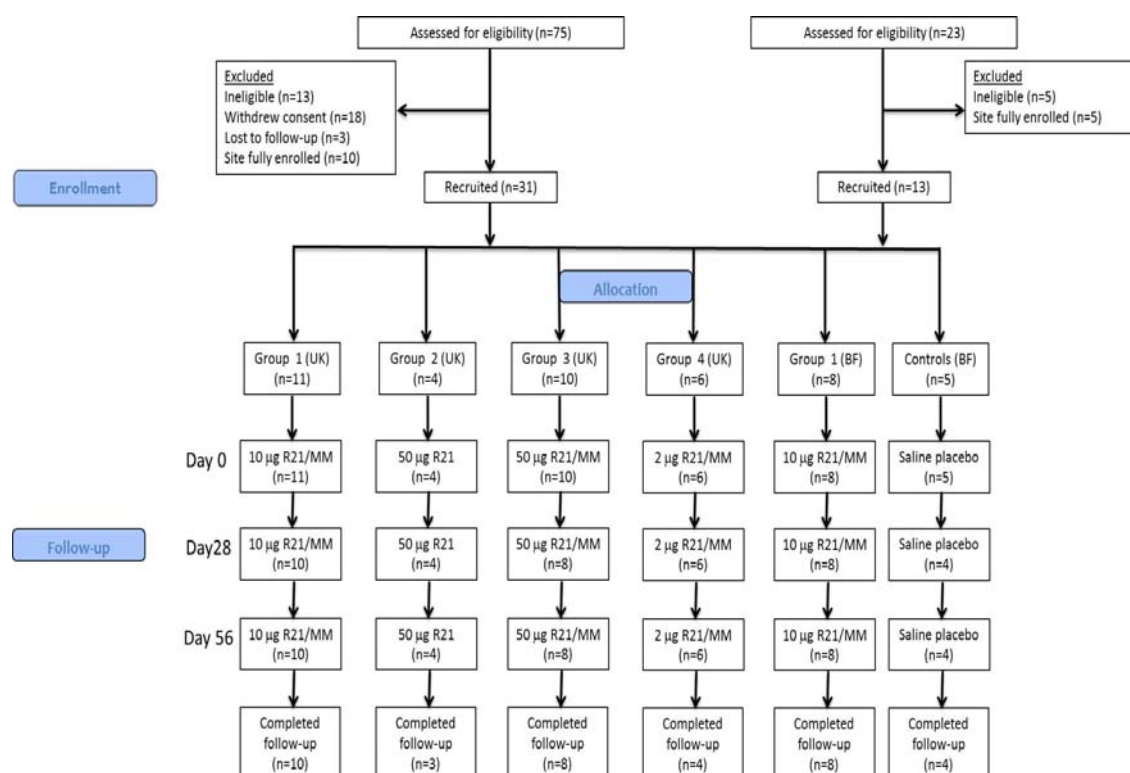 Assessed for eligibility (n=75)
Assessed for eligibility (n=23)
Excluded
Ineligible (n=13)
Withdrew consent (n=18)
Lost to follow-up (n=3)
Site fully enrolled (n=10)
Excluded
Ineligible (n=5)
Site fully enrolled (n=5)
Enrollment
Recruited (n=31)
Recruited (n=13)
Allocation
Group 1 (UK)
(n=11)
Group 2 (UK)
(n=4)
Group 3 (UK)
(n=10)
Group 4 (UK)
(n=6)
Group 1 (BF)
(n=8)
Controls (BF)
(n=5)
Day 0
10 µg R21/MM
(n=11)
50 µg R21
(n=4)
50 µg R21/MM
(n=10)
2 µg R21/MM
(n=6)
10 µg R21/MM
(n=8)
Saline placebo
(n=5)
Follow-up
Day28
10 µg R21/MM
(n=10)
50 µg R21
(n=4)
50 µg R21/MM
(n=8)
2 µg R21/MM
(n=6)
10 µg R21/MM
(n=8)
Saline placebo
(n=4)
Day 56
10 µg R21/MM
(n=10)
50 µg R21
(n=4)
50 µg R21/MM
(n=8)
2 µg R21/MM
(n=6)
10 µg R21/MM
(n=8)
Saline placebo
(n=4)
Completed
follow-up
(n=10)
Completed
follow-up
(n=3)
Completed
follow-up
(n=8)
Completed
follow-up
(n=4)
Completed
follow-up
(n=8)
Completed
follow-up
(n=4)